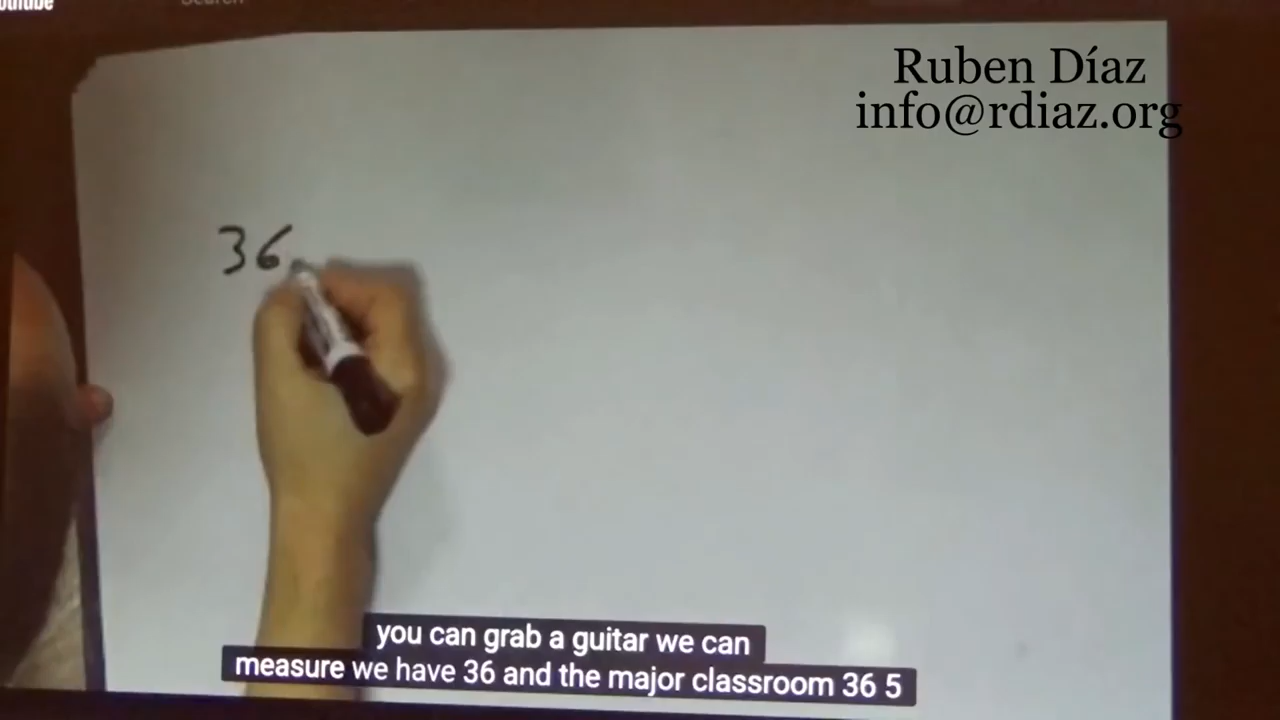 Search
Ruben Díaz
info@rdiaz.org
36
you can grab a guitar we can
measure we have 36 and the major classroom 36 5